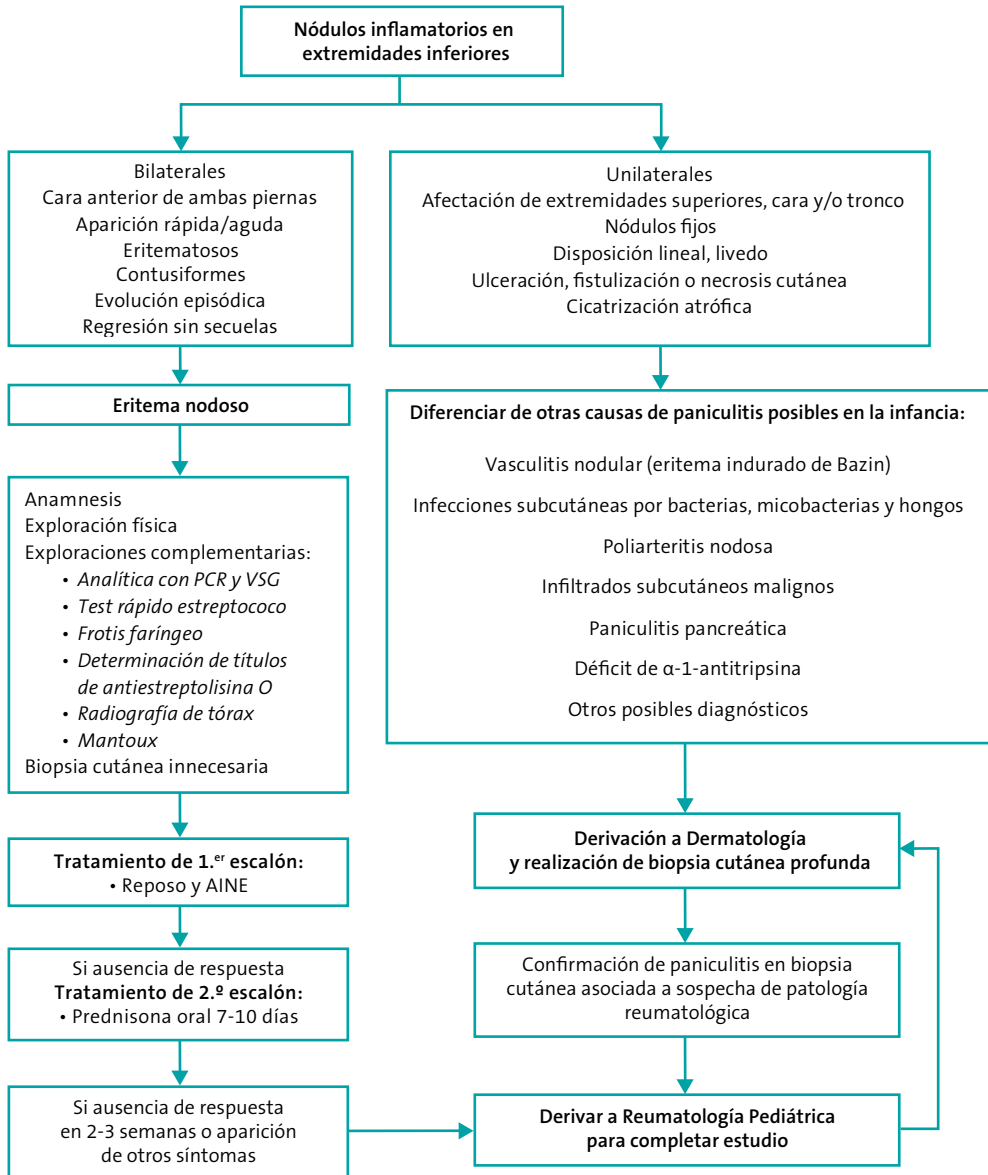 Nódulos inflamatorios en
extremidades inferiores
Bilaterales
Cara anterior de ambas piernas
Aparición rápida/aguda
Eritematosos
Contusiformes
Evolución episódica
Regresión sin secuelas
Unilaterales
Afectación de extremidades superiores, cara y/o tronco
Nódulos fijos
Disposición lineal, livedo
Ulceración, fistulización o necrosis cutánea
Cicatrización atrófica
Eritema nodoso
Diferenciar de otras causas de paniculitis posibles en la infancia:
Vasculitis nodular (eritema indurado de Bazin)
Infecciones subcutáneas por bacterias, micobacterias y hongos
Poliarteritis nodosa
Infiltrados subcutáneos malignos
Paniculitis pancreática
Déficit de α-1-antitripsina
Otros posibles diagnósticos
Anamnesis
Exploración física
Exploraciones complementarias:
• Analítica con PCR y VSG
• Test rápido estreptococo
• Frotis faríngeo
• Determinación de títulos
de antiestreptolisina O
• Radiografía de tórax
• Mantoux
Biopsia cutánea innecesaria
Tratamiento de 1.er escalón:
• Reposo y AINE
Derivación a Dermatología
y realización de biopsia cutánea profunda
Si ausencia de respuesta
Tratamiento de 2.º escalón:
• Prednisona oral 7-10 días
Confirmación de paniculitis en biopsia
cutánea asociada a sospecha de patología
reumatológica
Si ausencia de respuesta
en 2-3 semanas o aparición
de otros síntomas
Derivar a Reumatología Pediátrica
para completar estudio